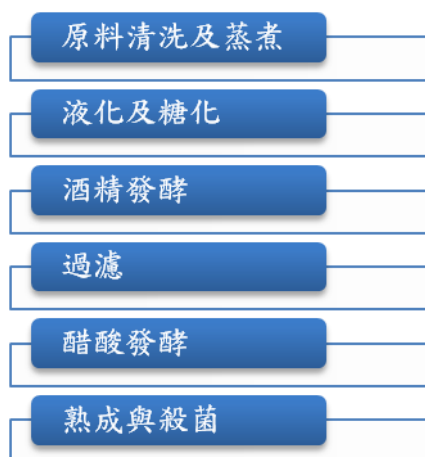 原料清洗及蒸煮
液化及糖化
酒精發酵
過濾
醋酸發酵
熟成與殺菌